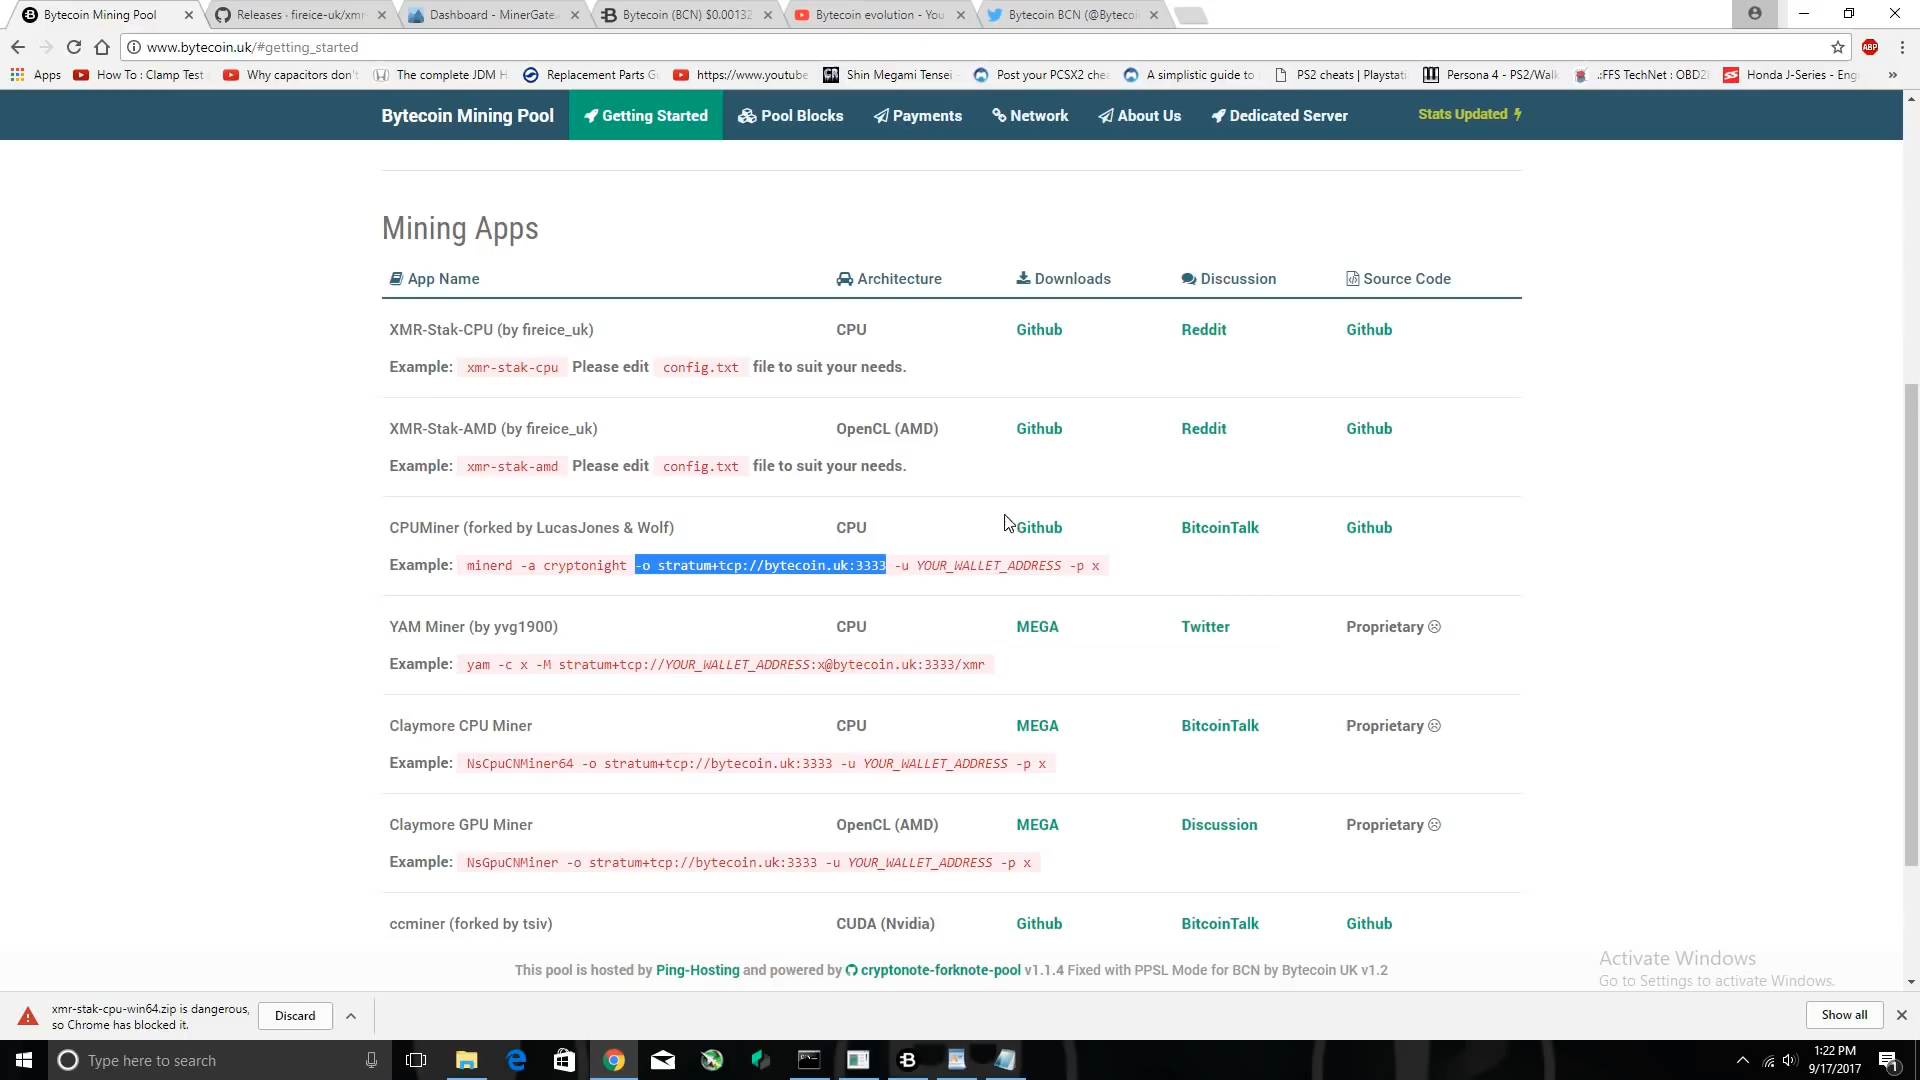 Bytecoin Mining Pool
Releases · fireice-uk/xmr
Dashboard - MinerGate.
Bytecoin (BCN) $0.00132
Bytecoin evolution - You
Bytecoin BCN (@Bytecoi
www.bytecoin.uk/#getting_started
ABP
Apps
How To : Clamp Test
Why capacitors don't
The complete JDM H
Replacement Parts G
https://www.youtube
Shin Megami Tensei
Post your PCSX2 chea
A simplistic guide to
PS2 cheats | Playstati
Persona 4 - PS2/Walk
.:FFS TechNet : OBD2
Honda J-Series - Eng
Bytecoin Mining Pool
Getting Started
Pool Blocks
Payments
Network
About Us
Dedicated Server
Stats Updated
Mining Apps
App Name Architecture Downloads Discussion Source Code
XMR-Stak-CPU (by fireice_uk) CPU Github Reddit Github
Example: xmr-stak-cpu Please edit config.txt file to suit your needs.
XMR-Stak-AMD (by fireice_uk) OpenCL (AMD) Github Reddit Github
Example: xmr-stak-amd Please edit config.txt file to suit your needs.
CPUMiner (forked by LucasJones & Wolf) CPU Github BitcoinTalk Github
Example: minerd -a cryptonight -o stratum+tcp://bytecoin.uk:3333 -u YOUR_WALLET_ADDRESS -p x
YAM Miner (by yvg1900) CPU MEGA Twitter Proprietary
Example: yam -c x -M stratum+tcp://YOUR_WALLET_ADDRESS:x@bytecoin.uk:3333/xmr
Claymore CPU Miner CPU MEGA BitcoinTalk Proprietary
Example: NsCpuCNMiner64 -o stratum+tcp://bytecoin.uk:3333 -u YOUR_WALLET_ADDRESS -p x
Claymore GPU Miner OpenCL (AMD) MEGA Discussion Proprietary
Example: NsGpuCNMiner -o stratum+tcp://bytecoin.uk:3333 -u YOUR_WALLET_ADDRESS -p x
ccminer (forked by tsiv) CUDA (Nvidia) Github BitcoinTalk Github
This pool is hosted by Ping-Hosting and powered by cryptonote-forknote-pool v1.1.4 Fixed with PPSL Mode for BCN by Bytecoin UK v1.2
Activate Windows
Go to Settings to activate Windows.
xmr-stak-cpu-win64.zip is dangerous,
so Chrome has blocked it.
Discard
Show all
Type here to search
1:22 PM
9/17/2017
1